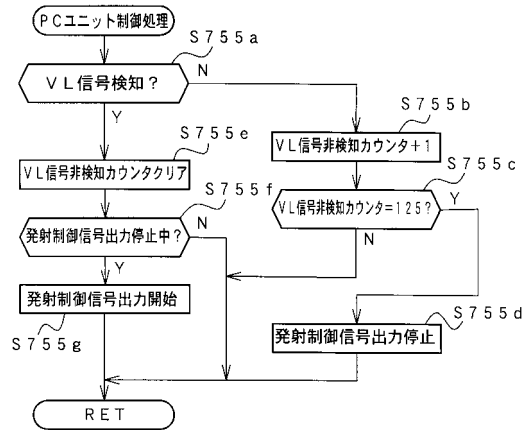 PCユニット制御処理
S755a
VL信号検知？
N
Y
S755b
VL信号非検知カウンタ+1
S755e
VL信号非検知カウンタクリア
S755c
VL信号非検知カウンタ=125？
Y
N
S755f
発射制御信号出力停止中？
N
Y
発射制御信号出力開始
S755g
S755d
発射制御信号出力停止
RET